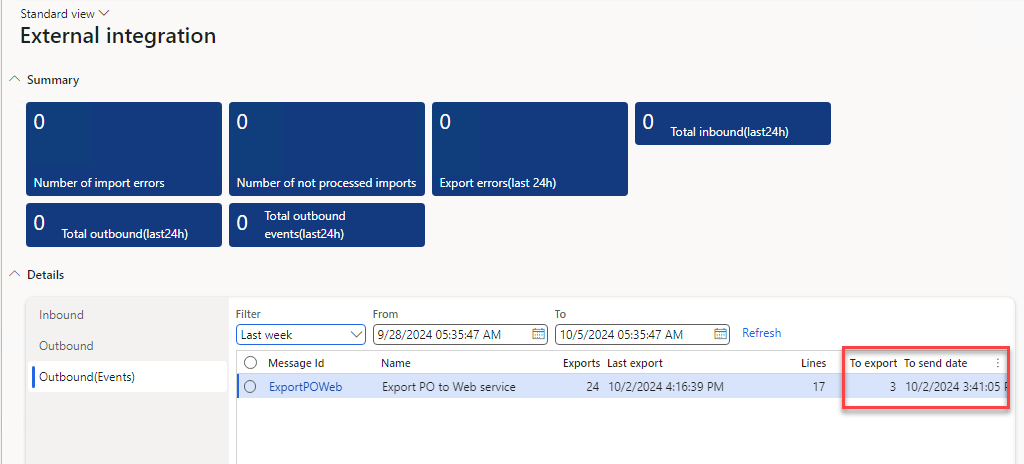 Standard view
External integration
Summary
0
Number of import errors
0
Number of not processed imports
0
Export errors(last 24h)
0 Total inbound(last24h)
0 Total outbound(last24h)
0 Total outbound
events(last24h)
Details
Inbound
Outbound
Outbound(Events)
Filter From To
Last week 9/28/2024 05:35:47 AM 10/5/2024 05:35:47 AM Refresh
Message Id Name Exports Last export Lines To export To send date
ExportPOWeb Export PO to Web service 24 10/2/2024 4:16:39 PM 17 3 10/2/2024 3:41:05